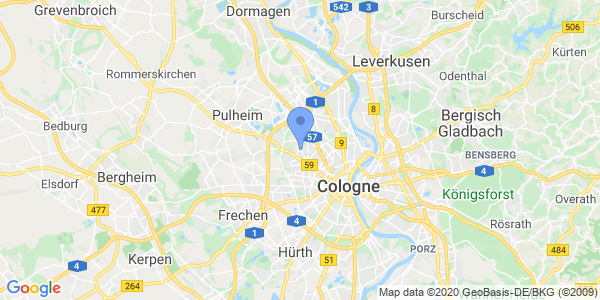 Grevenbroich
Dormagen
542
3
Burscheid
506
Kürten
Leverkusen
3
Odenthal
Rommerskirchen
1
8
Pulheim
Bergisch
Gladbach
Bedburg
57
9
BENSBERG
59
4
Elsdorf
Bergheim
Cologne
Königsforst
Overath
477
Frechen
4
Rösrath
1
Hürth
PORZ
484
4
Kerpen
51
264
Google
Map data ©2020 GeoBasis-DE/BKG (©2009)